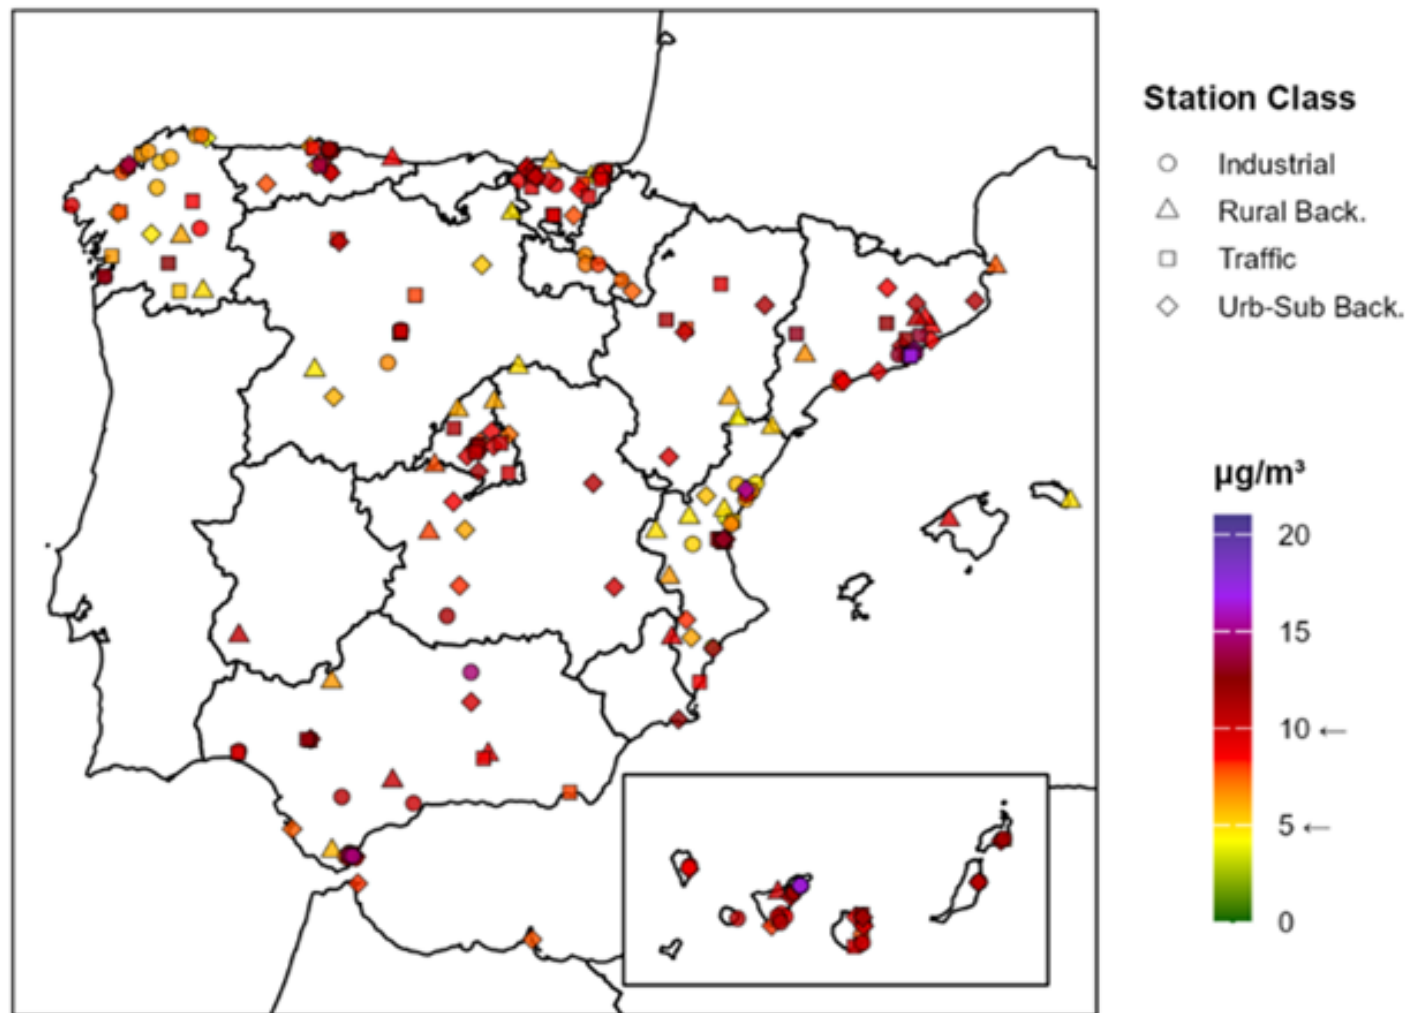 Station Class
Industrial
Rural Back.
Traffic
Urb-Sub Back.
µg/m³
20
15
10 ←
5 ←
0